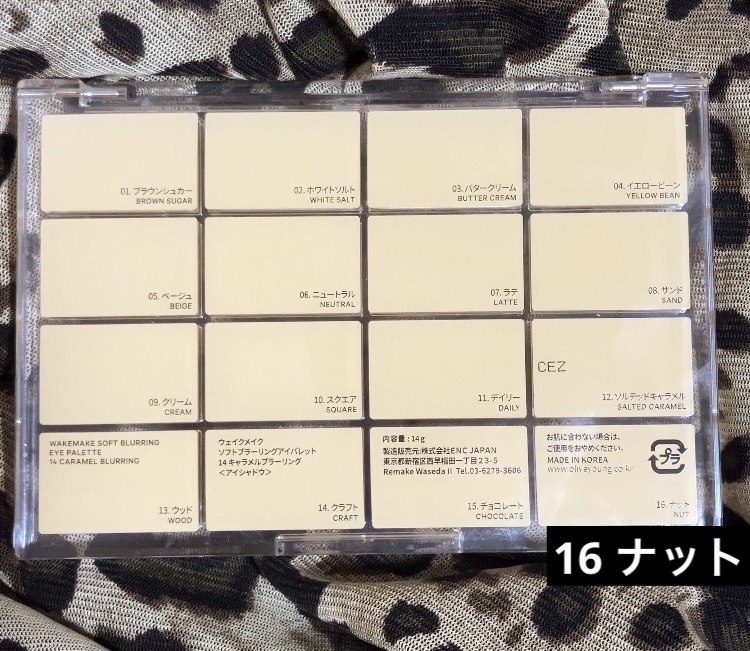 01. ブラウンシュガー
BROWN SUGAR
02. ホワイトソルト
WHITE SALT
03. バタークリーム
BUTTER CREAM
04. イエロービーン
YELLOW BEAN
05. ベージュ
BEIGE
06. ニュートラル
NEUTRAL
07. ラテ
LATTE
08. サンド
SAND
09. クリーム
CREAM
10. スクエア
SQUARE
11. デイリー
DAILY
CEZ
12. ソルテッドキャラメル
SALTED CARAMEL
WAKEMAKE SOFT BLURRING
EYE PALETTE
14 CARAMEL BLURRING
13. ウッド
WOOD
ウェイクメイク
ソフトブラーリングアイパレット
14 キャラメルブラーリング
<アイシャドウ>
14. クラフト
CRAFT
内容量 : 14g
製造販売元:株式会社ENC JAPAN
東京都新宿区西早稲田一丁目23-5
Remake Waseda II Tel.03-6279-3606
15. チョコレート
CHOCOLATE
お肌に合わない場合は、
ご使用をおやめください。
MADE IN KOREA
www.oliveyoung.co.kr
プラ
16. ナット
NUT
16 ナット